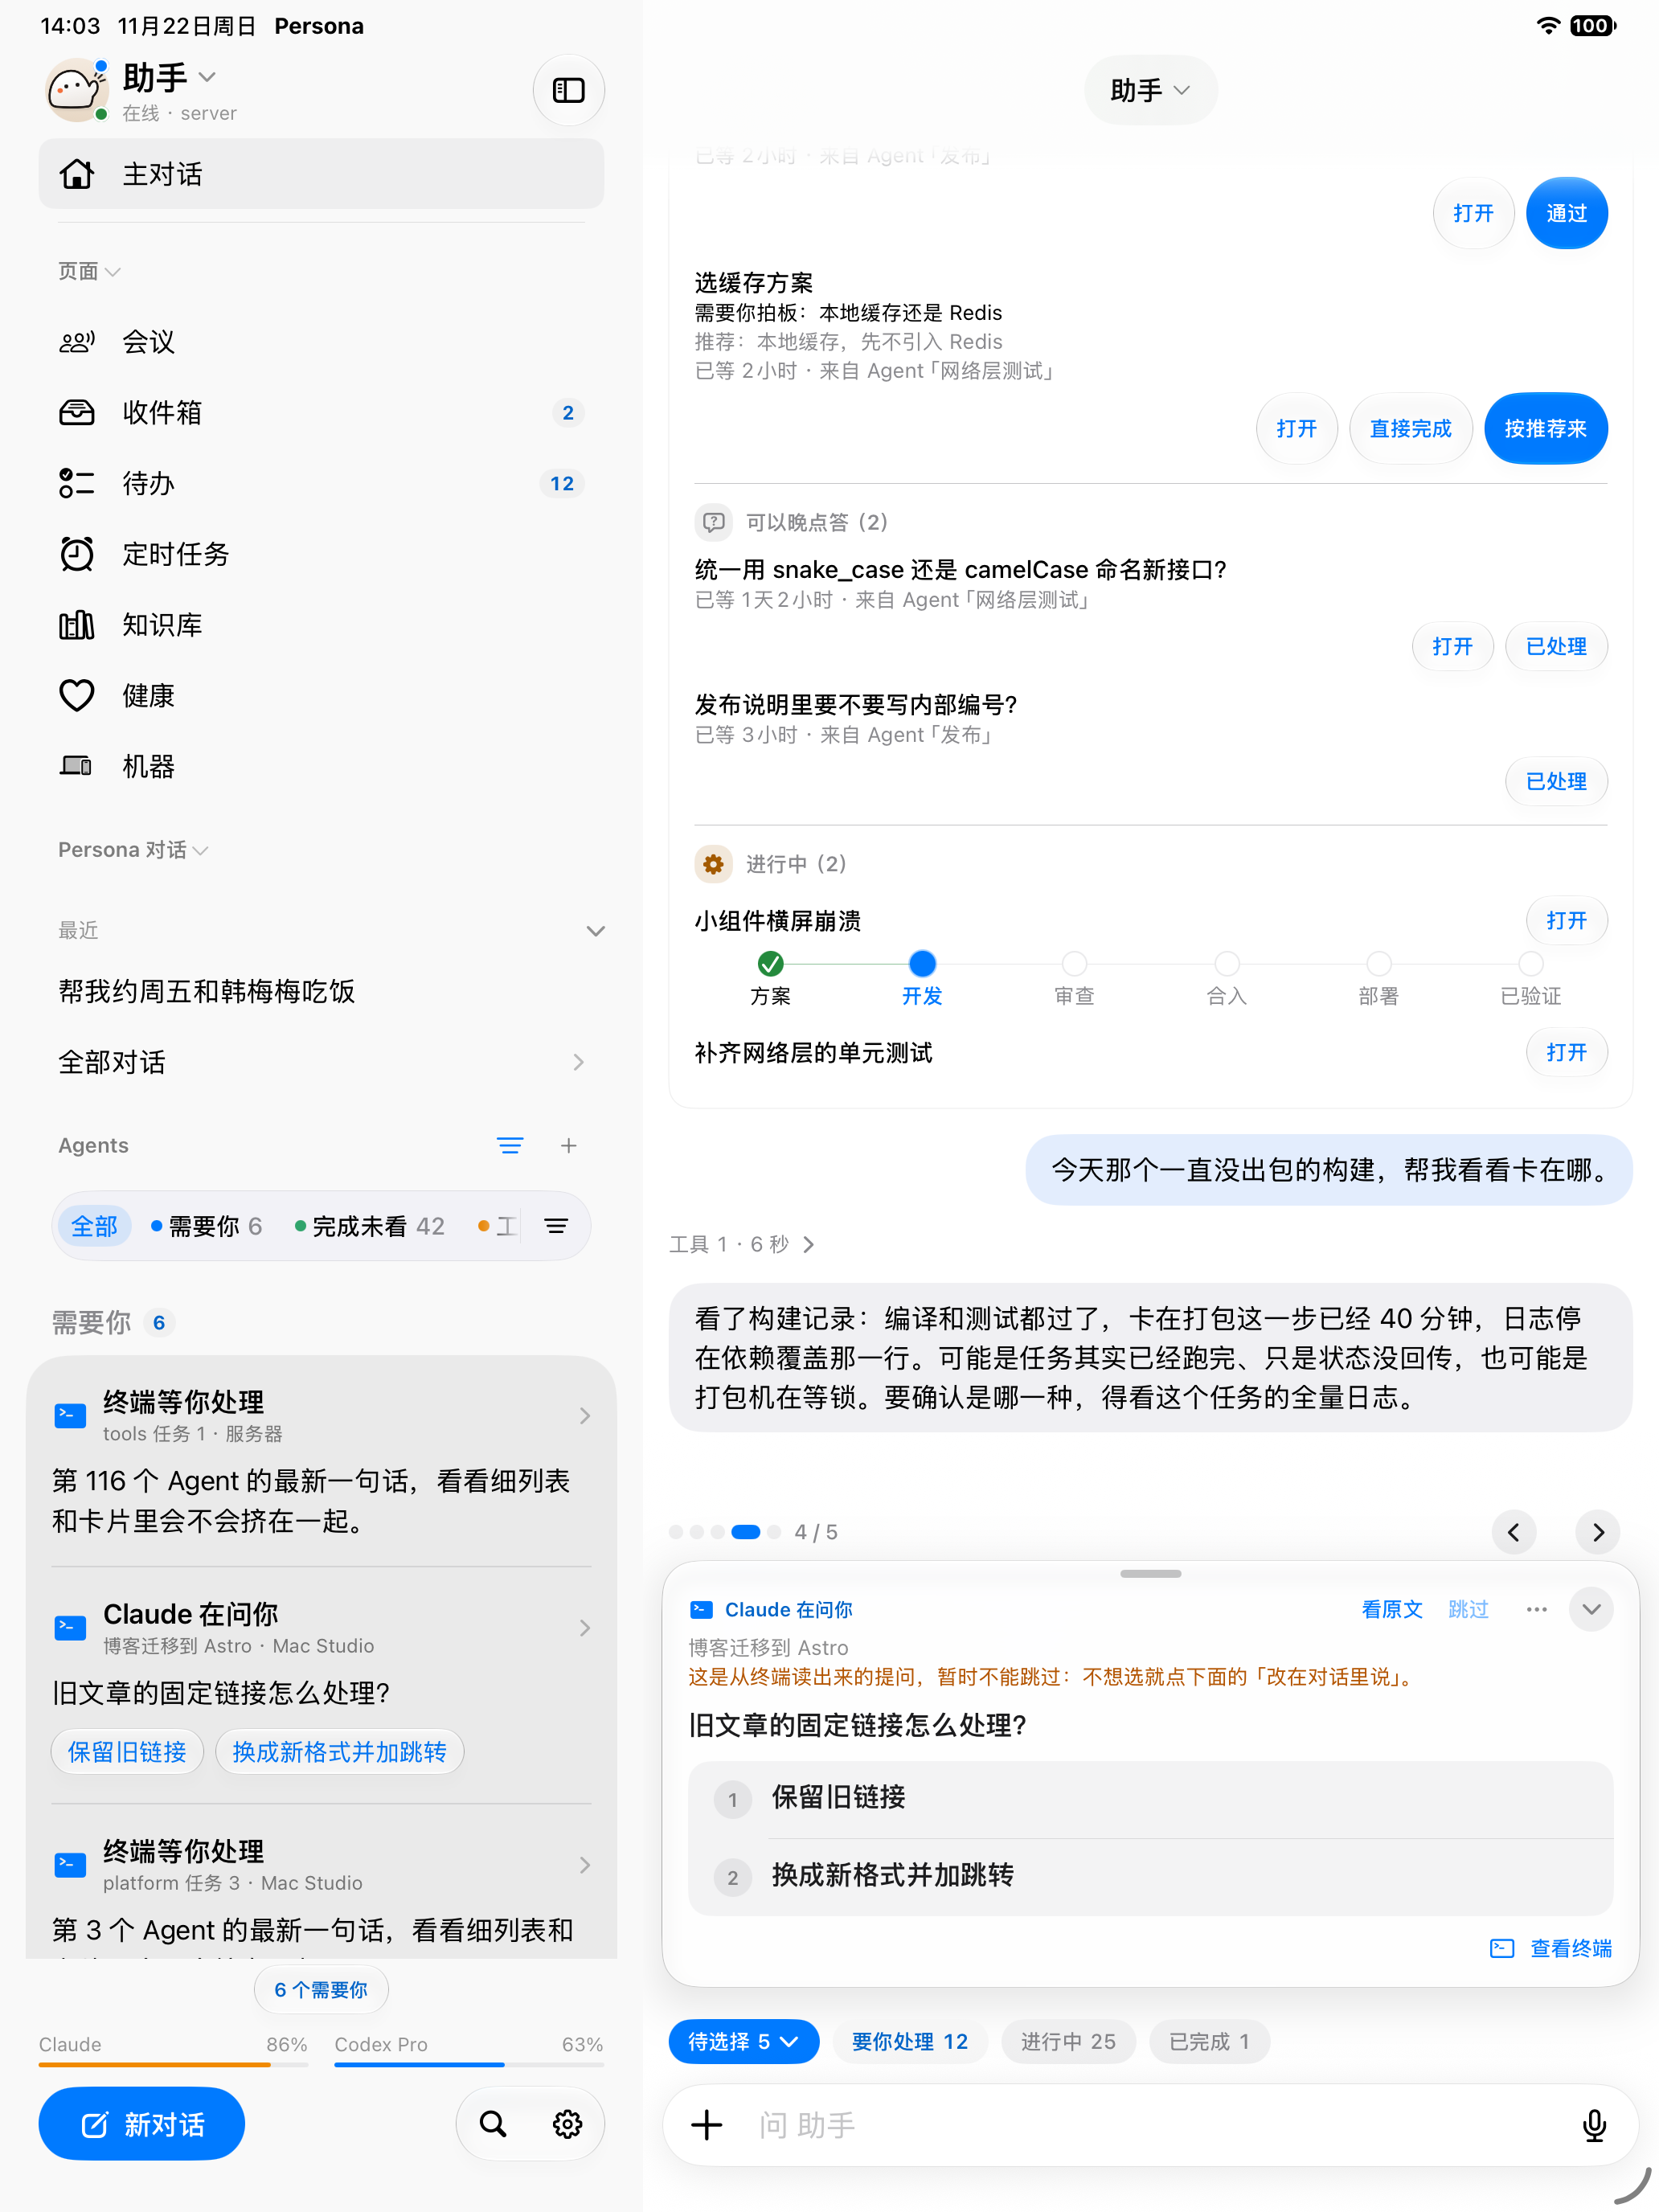 14:03 11月22日周日 Persona
100
助手
在线 · server
主对话
页面
会议
收件箱 2
待办 12
定时任务
知识库
健康
机器
Persona 对话
最近
帮我约周五和韩梅梅吃饭
全部对话
Agents
全部 需要你 6 完成未看 42 工
需要你 6
终端等你处理
tools 任务 1 · 服务器
第 116 个 Agent 的最新一句话，看看细列表
和卡片里会不会挤在一起。
Claude 在问你
博客迁移到 Astro · Mac Studio
旧文章的固定链接怎么处理?
保留旧链接 换成新格式并加跳转
终端等你处理
platform 任务 3 · Mac Studio
第 3 个 Agent 的最新一句话，看看细列表和
6 个需要你
Claude 86% Codex Pro 63%
新对话
助手
已等 2小时 · 来自 Agent「发布」
打开 通过
选缓存方案
需要你拍板：本地缓存还是 Redis
推荐：本地缓存，先不引入 Redis
已等 2小时 · 来自 Agent「网络层测试」
打开 直接完成 按推荐来
可以晚点答（2）
统一用 snake_case 还是 camelCase 命名新接口?
已等 1天2小时 · 来自 Agent「网络层测试」
打开 已处理
发布说明里要不要写内部编号?
已等 3小时 · 来自 Agent「发布」
已处理
进行中（2）
小组件横屏崩溃 打开
方案 开发 审查 合入 部署 已验证
补齐网络层的单元测试 打开
今天那个一直没出包的构建，帮我看看卡在哪。
工具 1 · 6 秒
看了构建记录：编译和测试都过了，卡在打包这一步已经 40 分钟，日志停
在依赖覆盖那一行。可能是任务其实已经跑完、只是状态没回传，也可能是
打包机在等锁。要确认是哪一种，得看这个任务的全量日志。
4 / 5
Claude 在问你 看原文 跳过
博客迁移到 Astro
这是从终端读出来的提问，暂时不能跳过：不想选就点下面的「改在对话里说」。
旧文章的固定链接怎么处理?
1 保留旧链接
2 换成新格式并加跳转
查看终端
待选择 5 要你处理 12 进行中 25 已完成 1
问 助手